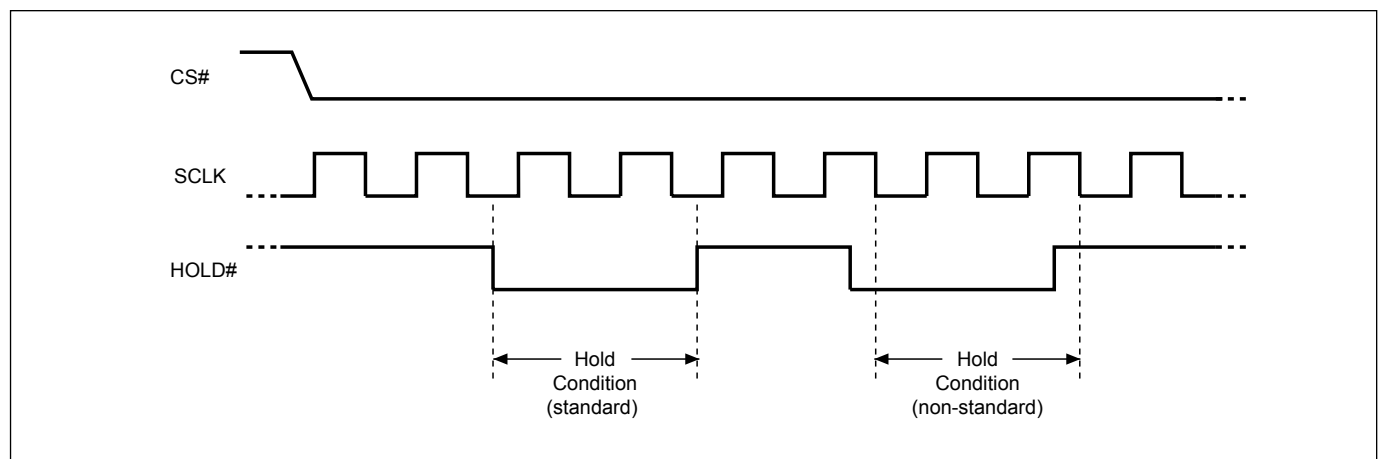 CS#
SCLK
HOLD#
Hold
Condition
(standard)
Hold
Condition
(non-standard)